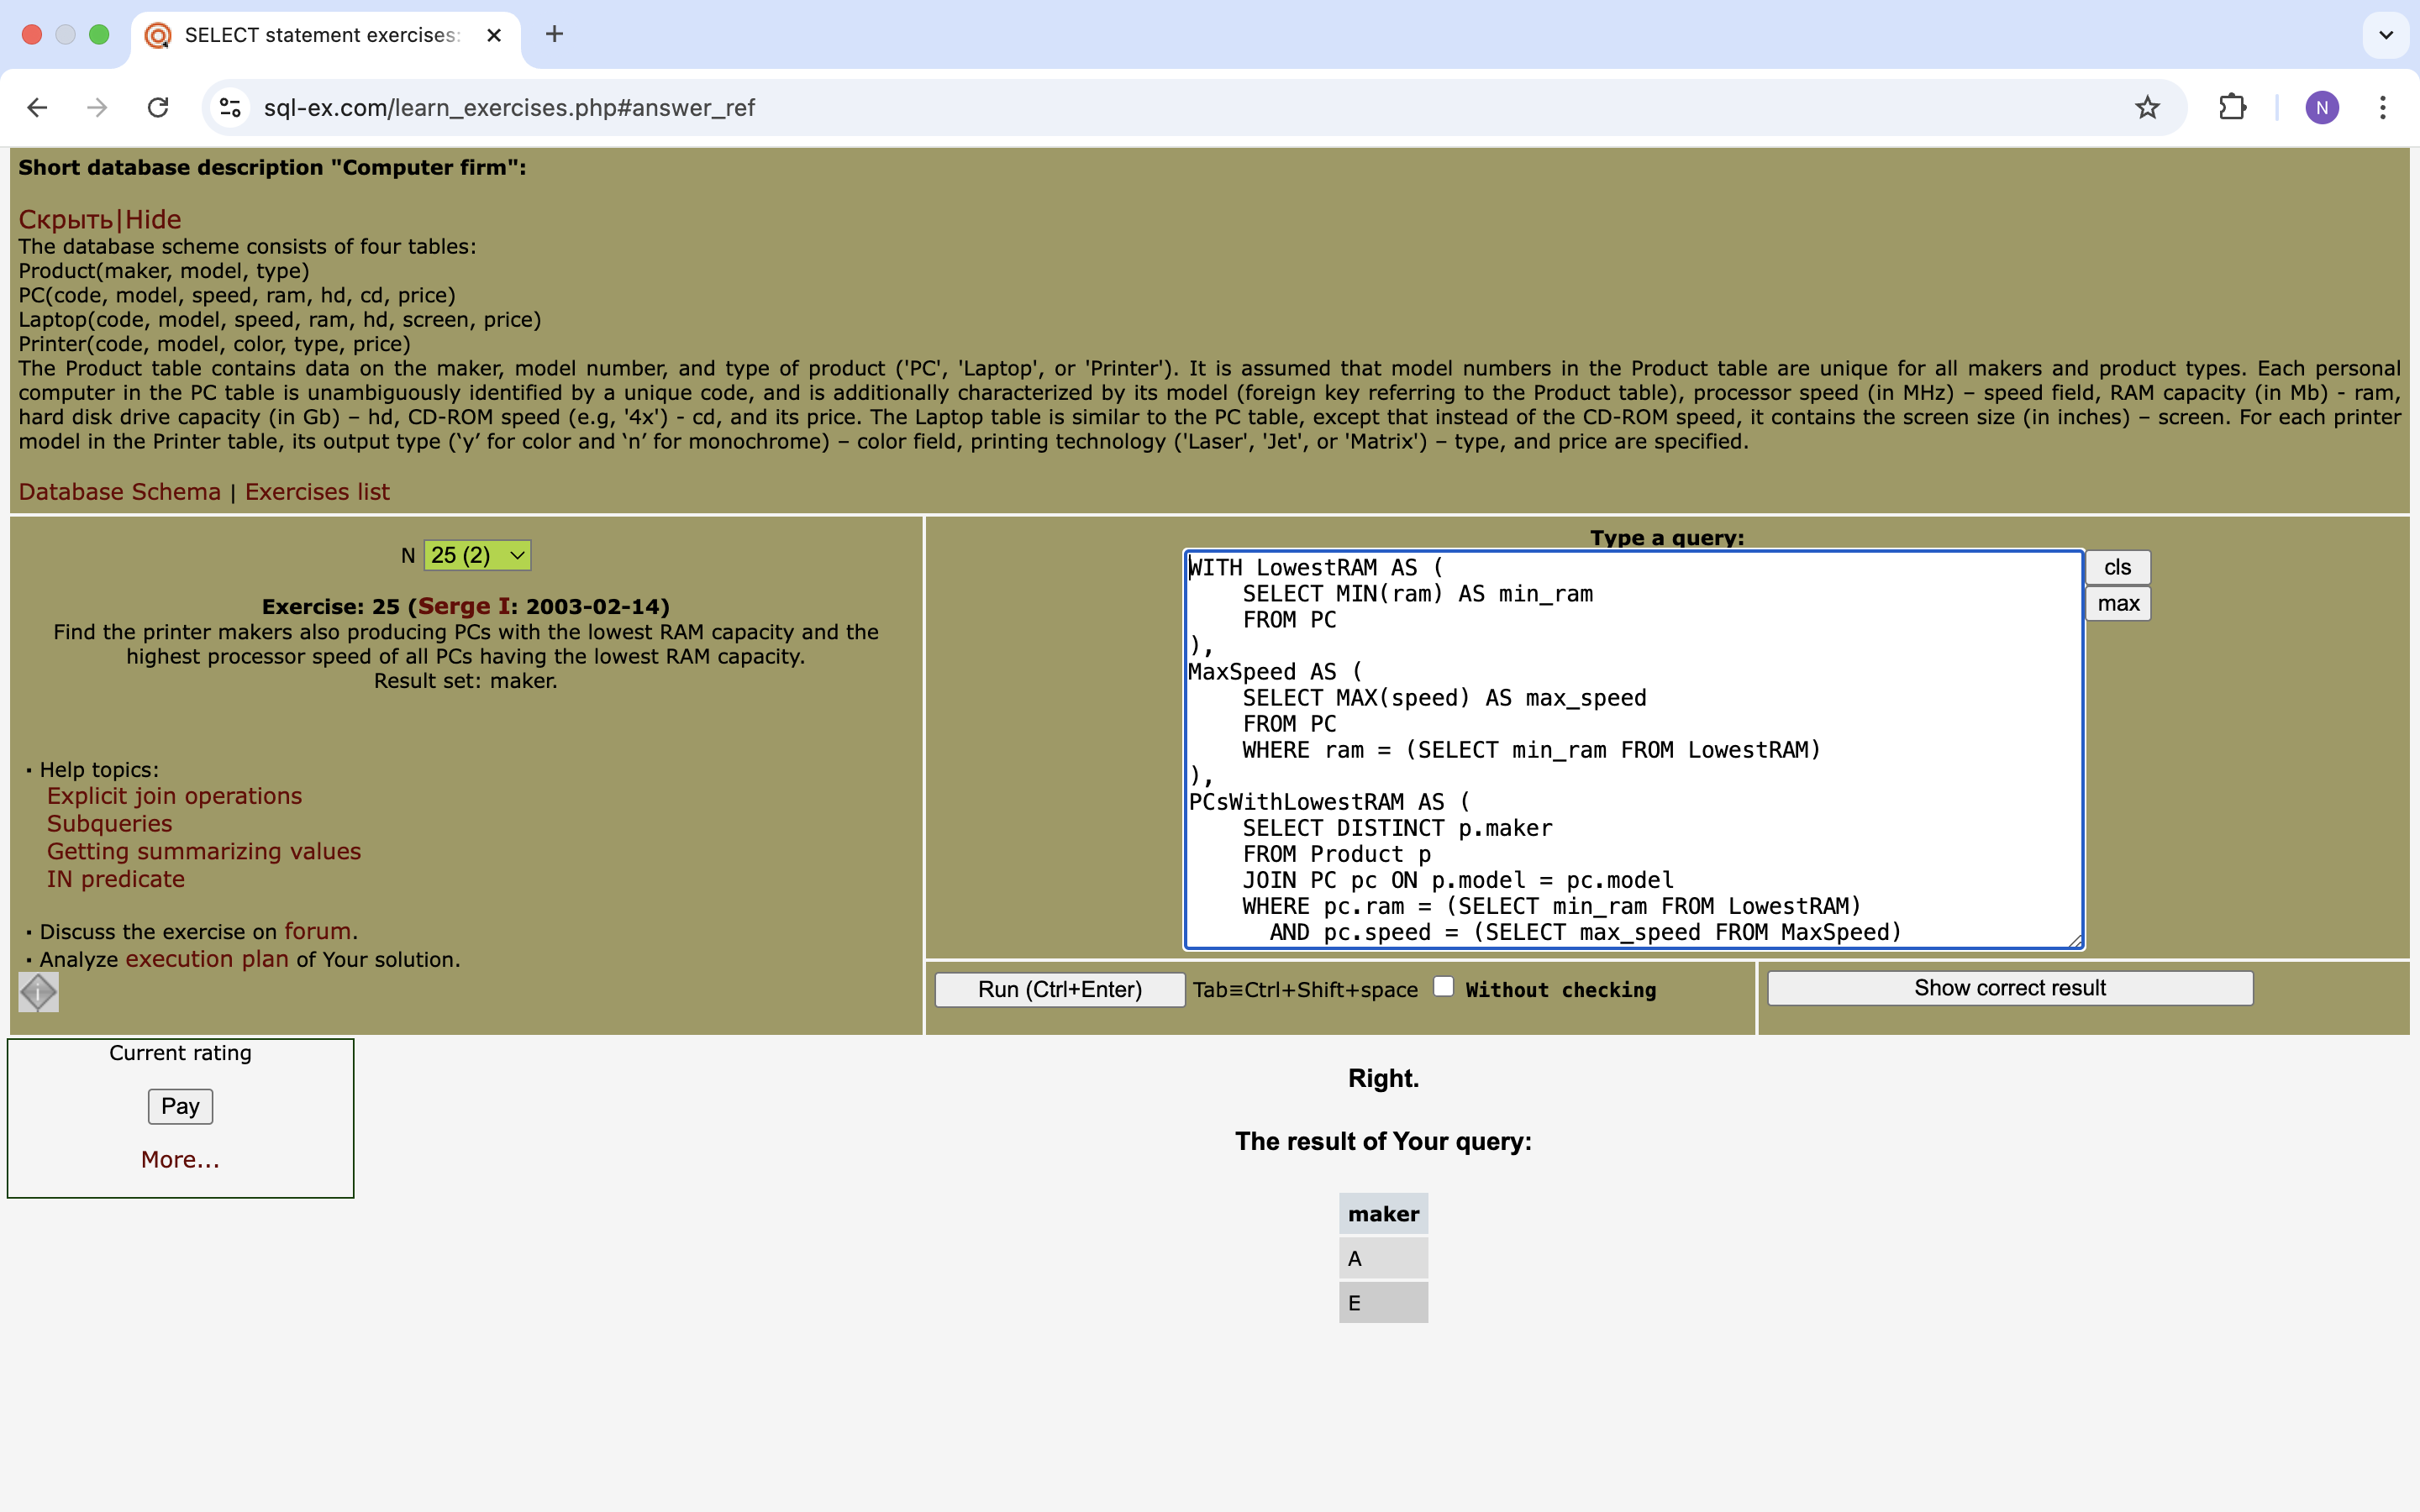 SELECT statement exercises:
sql-ex.com/learn_exercises.php#answer_ref
N
Short database description "Computer firm":
Скрыть|Hide
The database scheme consists of four tables:
Product(maker, model, type)
PC(code, model, speed, ram, hd, cd, price)
Laptop(code, model, speed, ram, hd, screen, price)
Printer(code, model, color, type, price)
The Product table contains data on the maker, model number, and type of product ('PC', 'Laptop', or 'Printer'). It is assumed that model numbers in the Product table are unique for all makers and product types. Each personal
computer in the PC table is unambiguously identified by a unique code, and is additionally characterized by its model (foreign key referring to the Product table), processor speed (in MHz) – speed field, RAM capacity (in Mb) - ram,
hard disk drive capacity (in Gb) – hd, CD-ROM speed (e.g, '4x') - cd, and its price. The Laptop table is similar to the PC table, except that instead of the CD-ROM speed, it contains the screen size (in inches) – screen. For each printer
model in the Printer table, its output type (‘y’ for color and ‘n’ for monochrome) – color field, printing technology ('Laser', 'Jet', or 'Matrix') – type, and price are specified.
Database Schema | Exercises list
N 25 (2)
Exercise: 25 (Serge I: 2003-02-14)
Find the printer makers also producing PCs with the lowest RAM capacity and the
highest processor speed of all PCs having the lowest RAM capacity.
Result set: maker.
· Help topics:
Explicit join operations
Subqueries
Getting summarizing values
IN predicate
· Discuss the exercise on forum.
· Analyze execution plan of Your solution.
Type a query:
WITH LowestRAM AS (
    SELECT MIN(ram) AS min_ram
    FROM PC
),
MaxSpeed AS (
    SELECT MAX(speed) AS max_speed
    FROM PC
    WHERE ram = (SELECT min_ram FROM LowestRAM)
),
PCsWithLowestRAM AS (
    SELECT DISTINCT p.maker
    FROM Product p
    JOIN PC pc ON p.model = pc.model
    WHERE pc.ram = (SELECT min_ram FROM LowestRAM)
      AND pc.speed = (SELECT max_speed FROM MaxSpeed)
cls
max
Run (Ctrl+Enter) Tab≡Ctrl+Shift+space Without checking
Show correct result
Current rating
Pay
More...
Right.
The result of Your query:
maker
A
E